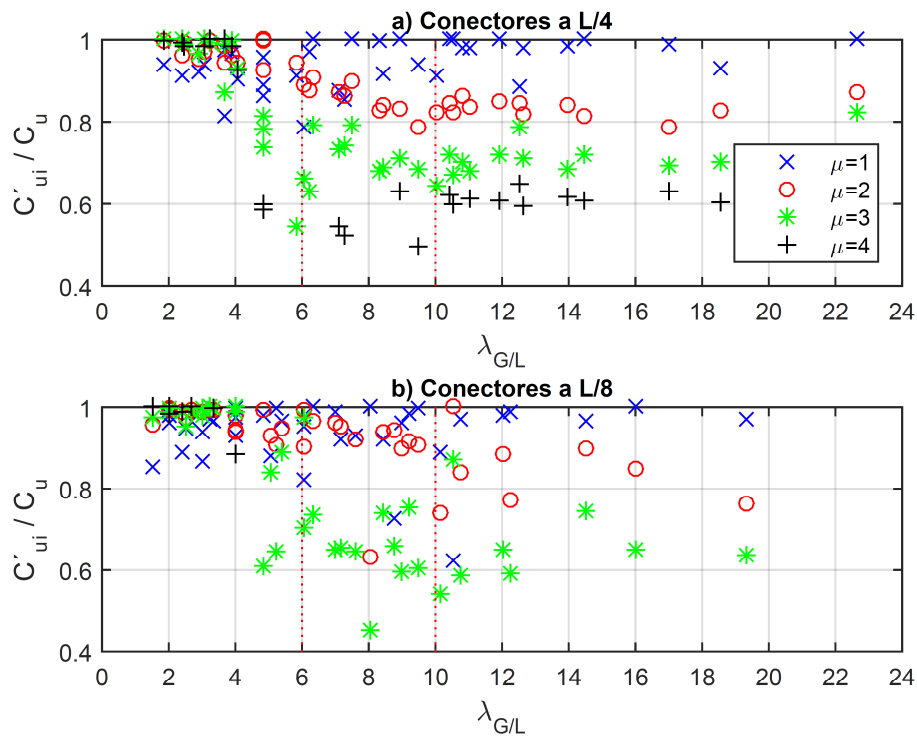 a) Conectores a L/4
C´ui / Cu
1
0.8
0.6
0.4
0 2 4 6 8 10 12 14 16 18 20 22 24
λG/L
μ=1
μ=2
μ=3
μ=4
b) Conectores a L/8
C´ui / Cu
1
0.8
0.6
0.4
0 2 4 6 8 10 12 14 16 18 20 22 24
λG/L